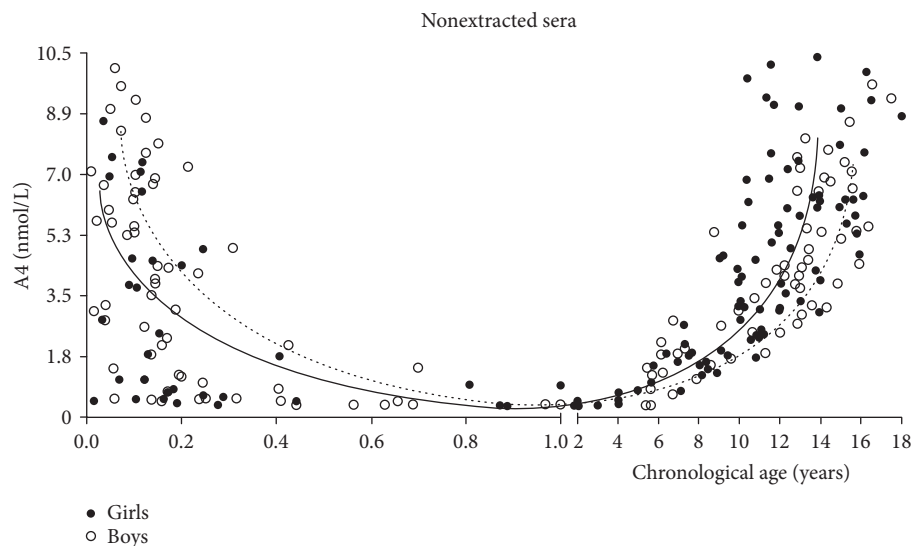 Nonextracted sera
10.5
8.9
7.0
5.3
3.5
1.8
0
A4 (nmol/L)
0.0 0.2 0.4 0.6 0.8 1.0 2 4 6 8 10 12 14 16 18
Chronological age (years)
Girls
Boys